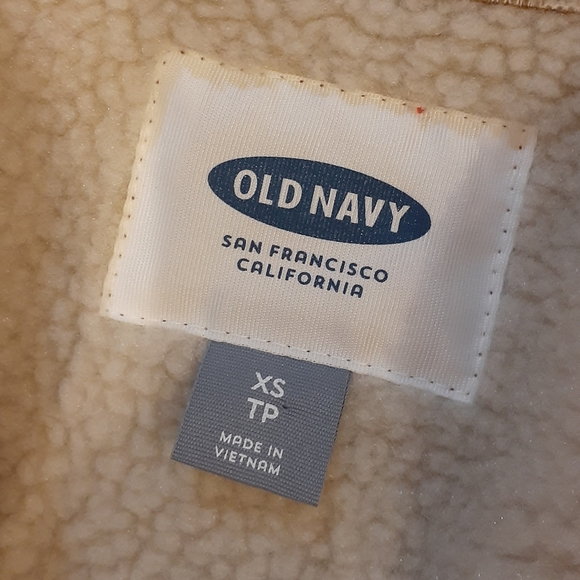 OLD NAVY
SAN FRANCISCO
CALIFORNIA
XS
TP
MADE IN
VIETNAM